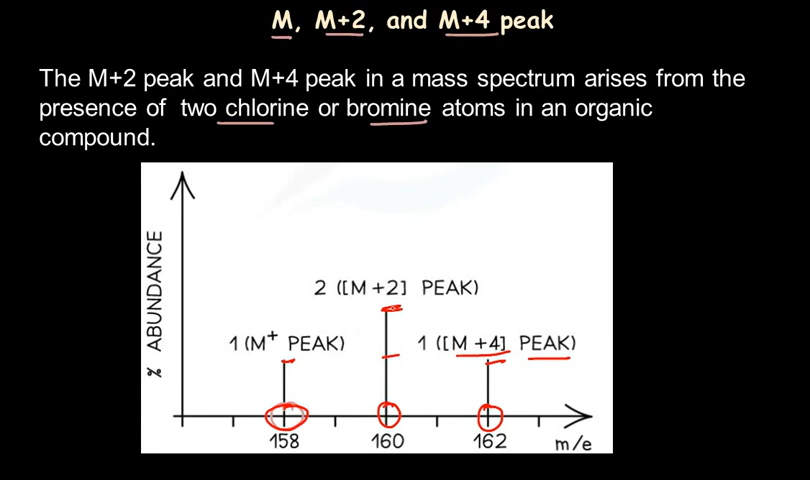 M, M+2, and M+4 peak
The M+2 peak and M+4 peak in a mass spectrum arises from the
presence of two chlorine or bromine atoms in an organic
compound.
% ABUNDANCE
2 ([M +2] PEAK)
1 (M+ PEAK)
1 ([M +4] PEAK)
158
160
162
m/e